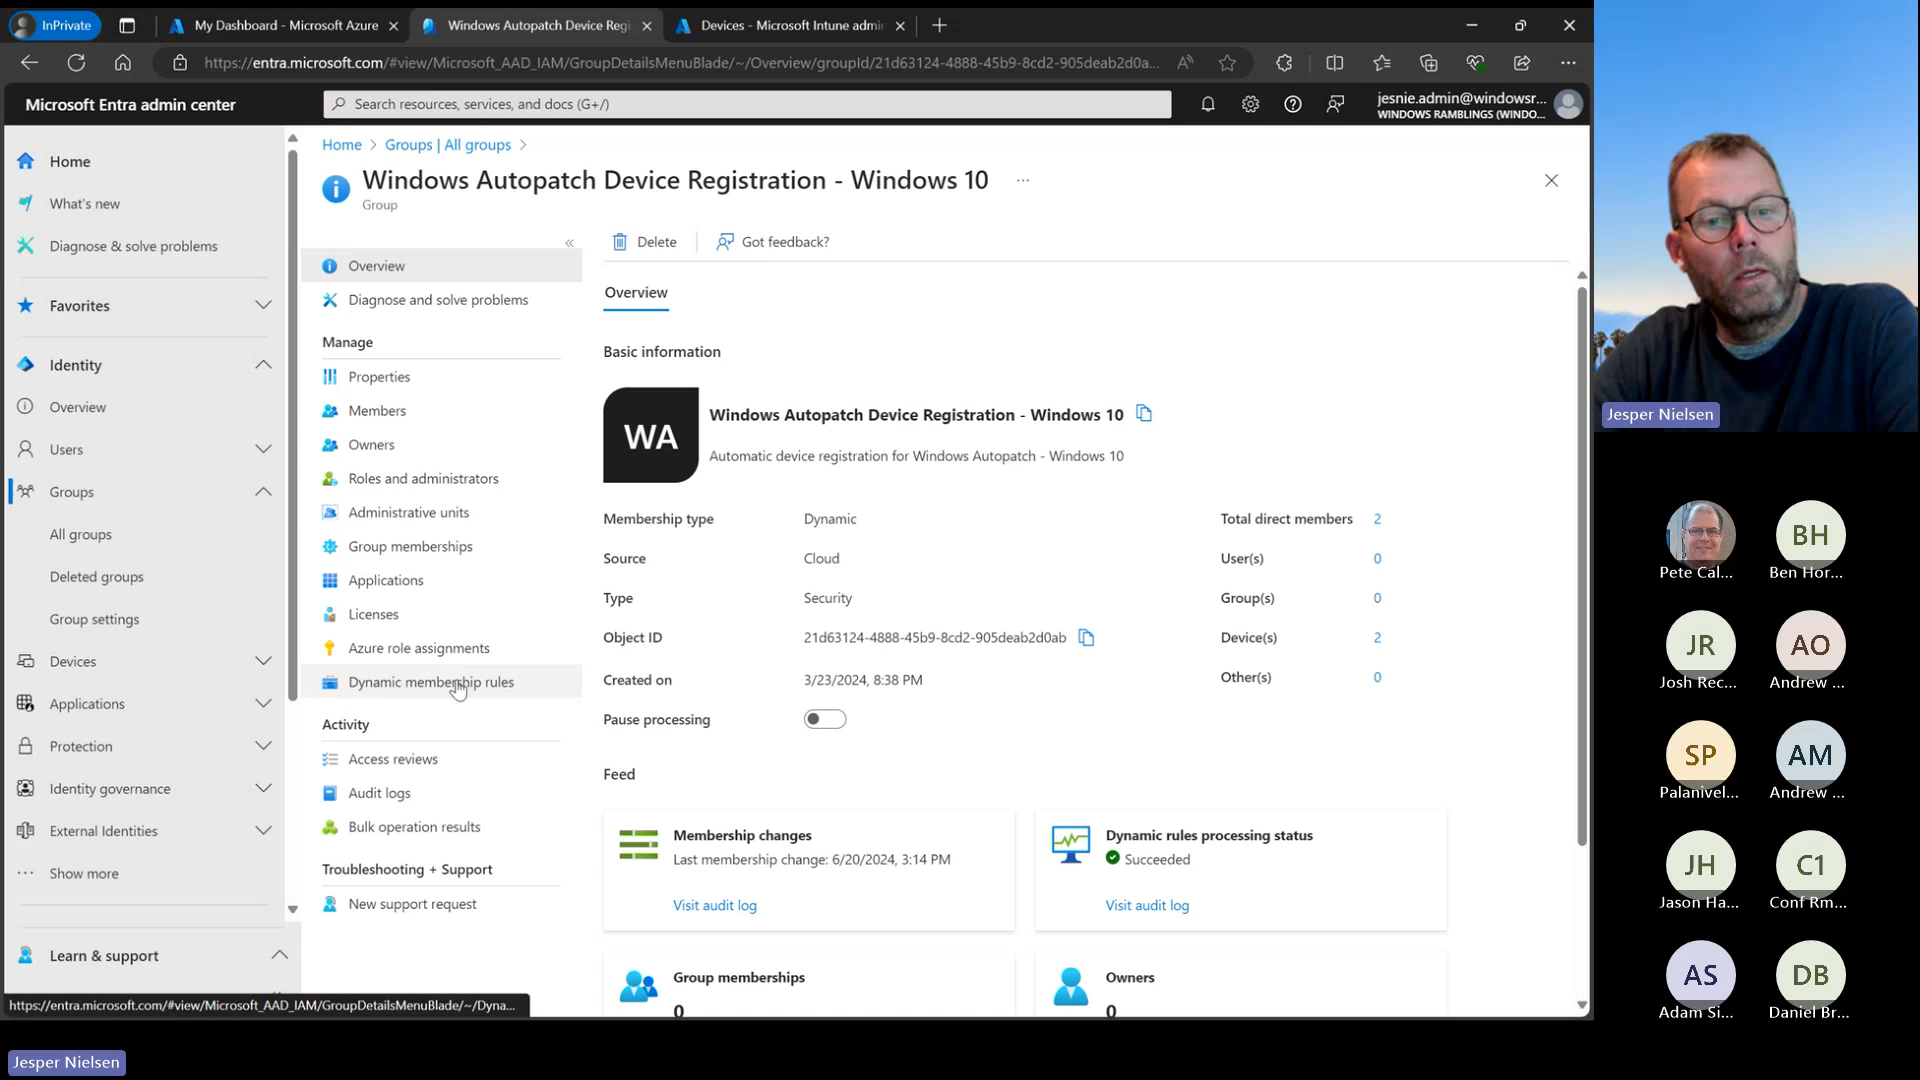 InPrivate
My Dashboard - Microsoft Azure
Windows Autopatch Device Regi
Devices - Microsoft Intune admin
https://entra.microsoft.com/#view/Microsoft_AAD_IAM/GroupDetailsMenuBlade/~/Overview/groupId/21d63124-4888-45b9-8cd2-905deab2d0a...
Microsoft Entra admin center
Search resources, services, and docs (G+/)
jesnie.admin@windowsr...
WINDOWS RAMBLINGS (WINDO...
Home
What's new
Diagnose & solve problems
Favorites
Identity
Overview
Users
Groups
All groups
Deleted groups
Group settings
Devices
Applications
Protection
Identity governance
External Identities
Show more
Learn & support
https://entra.microsoft.com/#view/Microsoft_AAD_IAM/GroupDetailsMenuBlade/~/Dyna...
Home > Groups | All groups >
Windows Autopatch Device Registration - Windows 10 ...
Group
Overview
Diagnose and solve problems
Manage
Properties
Members
Owners
Roles and administrators
Administrative units
Group memberships
Applications
Licenses
Azure role assignments
Dynamic membership rules
Activity
Access reviews
Audit logs
Bulk operation results
Troubleshooting + Support
New support request
Delete
Got feedback?
Overview
Basic information
WA
Windows Autopatch Device Registration - Windows 10
Automatic device registration for Windows Autopatch - Windows 10
Membership type Dynamic
Source Cloud
Type Security
Object ID 21d63124-4888-45b9-8cd2-905deab2d0ab
Created on 3/23/2024, 8:38 PM
Pause processing
Total direct members 2
User(s) 0
Group(s) 0
Device(s) 2
Other(s) 0
Feed
Membership changes
Last membership change: 6/20/2024, 3:14 PM
Visit audit log
Dynamic rules processing status
Succeeded
Visit audit log
Group memberships
0
Owners
0
Jesper Nielsen
Pete Cal...
BH
Ben Hor...
JR
Josh Rec...
AO
Andrew ...
SP
Palanivel...
AM
Andrew ...
JH
Jason Ha...
C1
Conf Rm...
AS
Adam Si...
DB
Daniel Br...
Jesper Nielsen